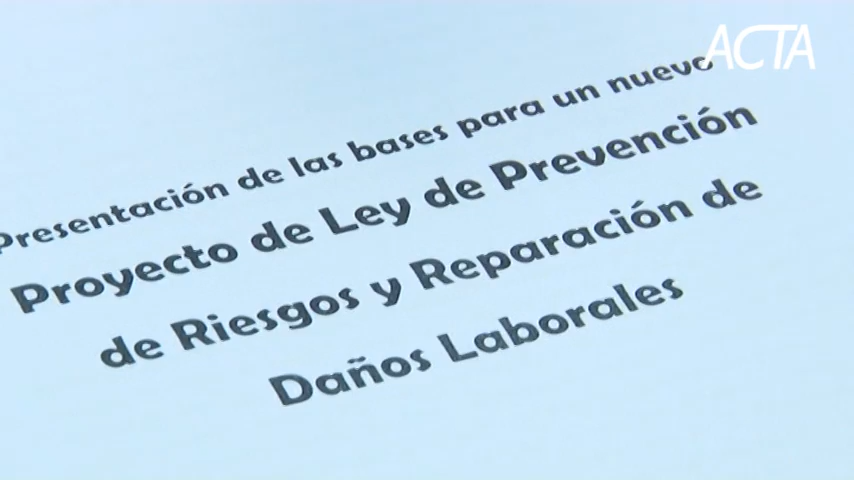 ACTA
Presentación de las bases para un nuevo
Proyecto de Ley de Prevención
de Riesgos y Reparación de
Daños Laborales